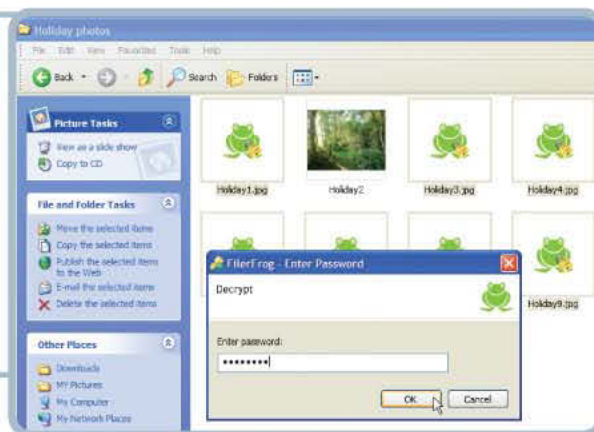 Holiday photos
File Edit View Favorites Tools Help
Back Search Folders
Picture Tasks
View as a slide show
Copy to CD
File and Folder Tasks
Move the selected items
Copy the selected items
Publish the selected items
to the Web
E-mail the selected items
Delete the selected items
Other Places
Downloads
MY Pictures
My Computer
My Network Places
Holiday1.jpg Holiday2 Holiday3.jpg Holiday4.jpg
FilerFrog - Enter Password
Decrypt
Enter password:
OK Cancel
Holiday9.jpg